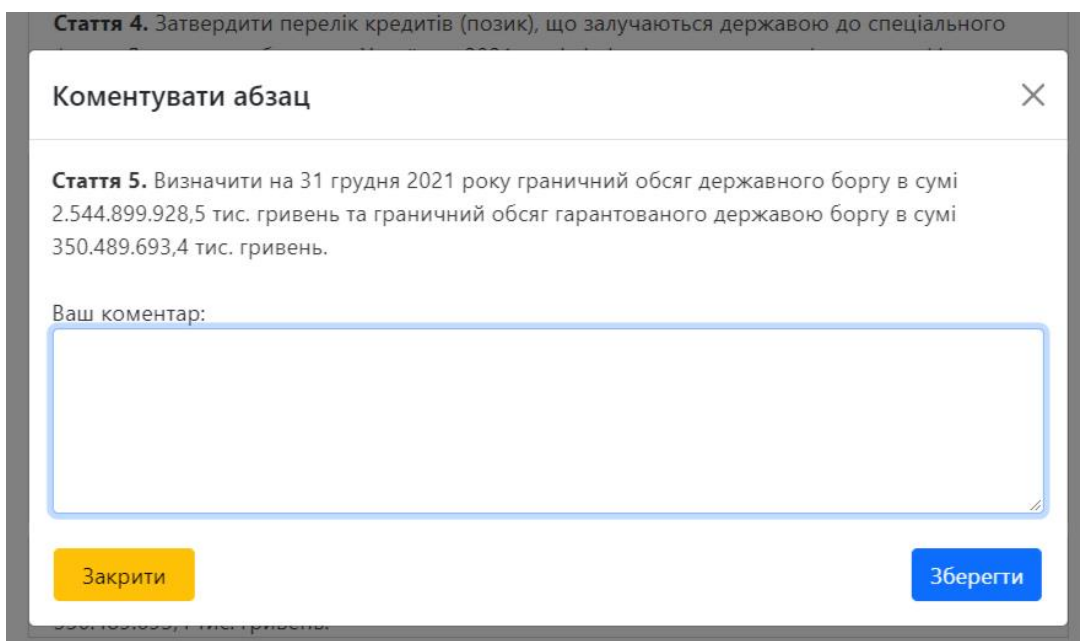 Стаття 4. Затвердити перелік кредитів (позик), що залучаються державою до спеціального
Коментувати абзац
Стаття 5. Визначити на 31 грудня 2021 року граничний обсяг державного боргу в сумі
2.544.899.928,5 тис. гривень та граничний обсяг гарантованого державою боргу в сумі
350.489.693,4 тис. гривень.
Ваш коментар:
Закрити
Зберегти